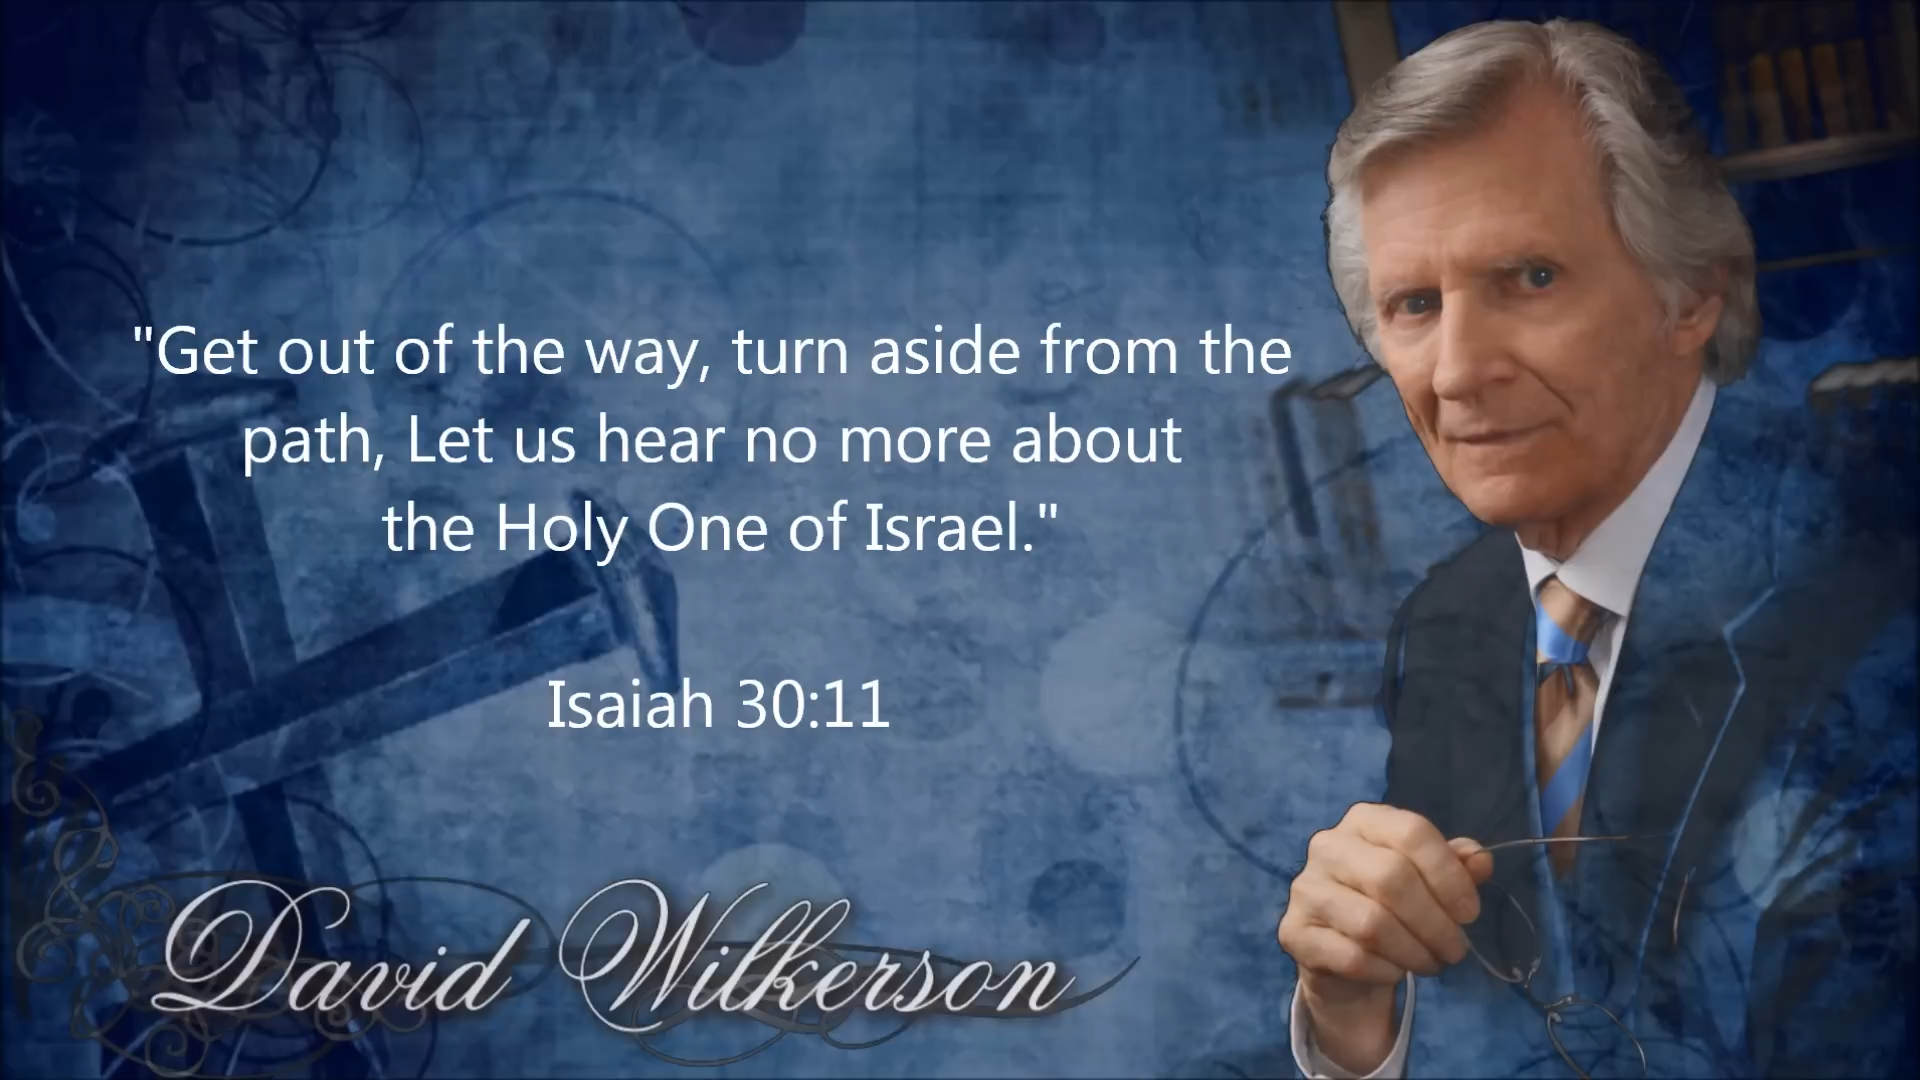 "Get out of the way, turn aside from the
path, Let us hear no more about
the Holy One of Israel."
Isaiah 30:11
David Wilkerson